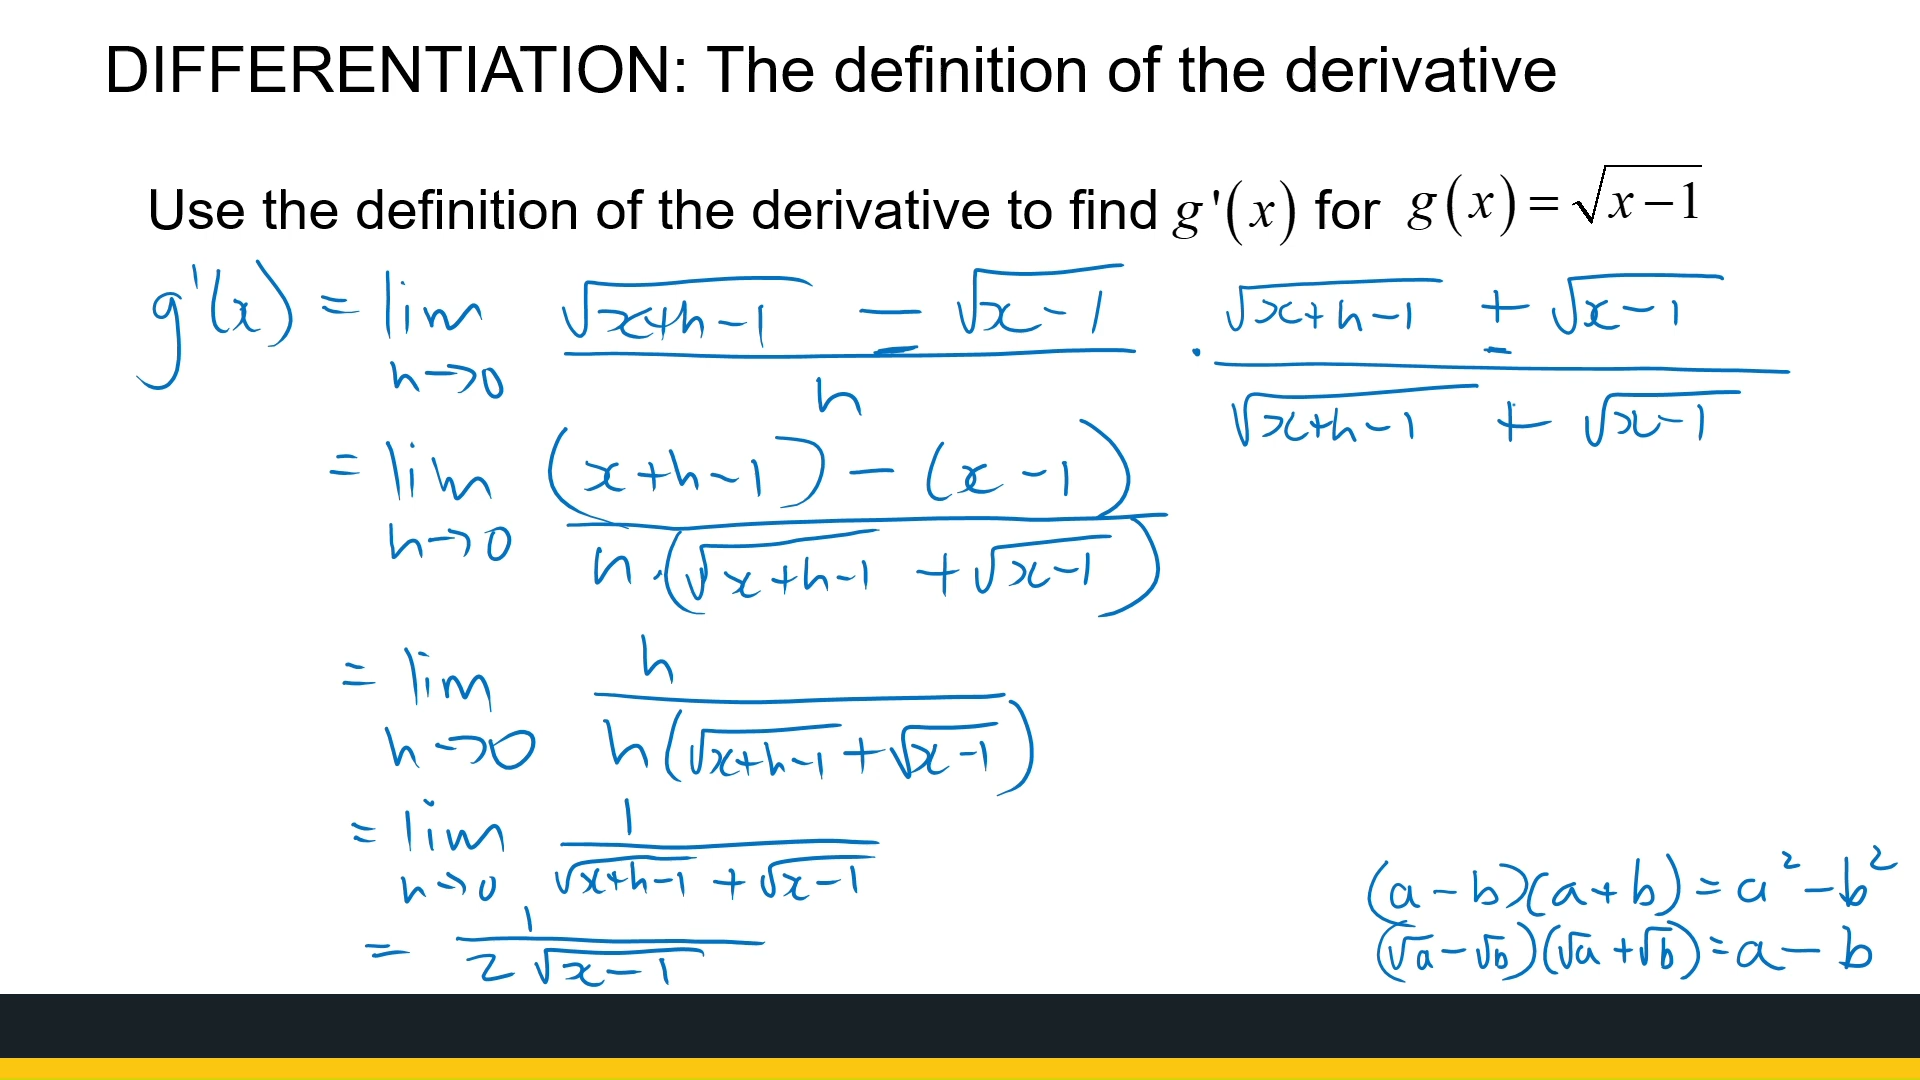 DIFFERENTIATION: The definition of the derivative
Use the definition of the derivative to find g'(x) for g(x) = √(x−1)
g'(x) = lim h→0 (√(x+h−1) − √(x−1))/h · (√(x+h−1) + √(x−1))/(√(x+h−1) + √(x−1))
= lim h→0 ((x+h−1) − (x−1))/(h·(√(x+h−1) + √(x−1)))
= lim h→0 h/(h(√(x+h−1) + √(x−1)))
= lim h→0 1/(√(x+h−1) + √(x−1))
= 1/(2√(x−1))
(a−b)(a+b) = a² − b²
(√a − √b)(√a + √b) = a − b